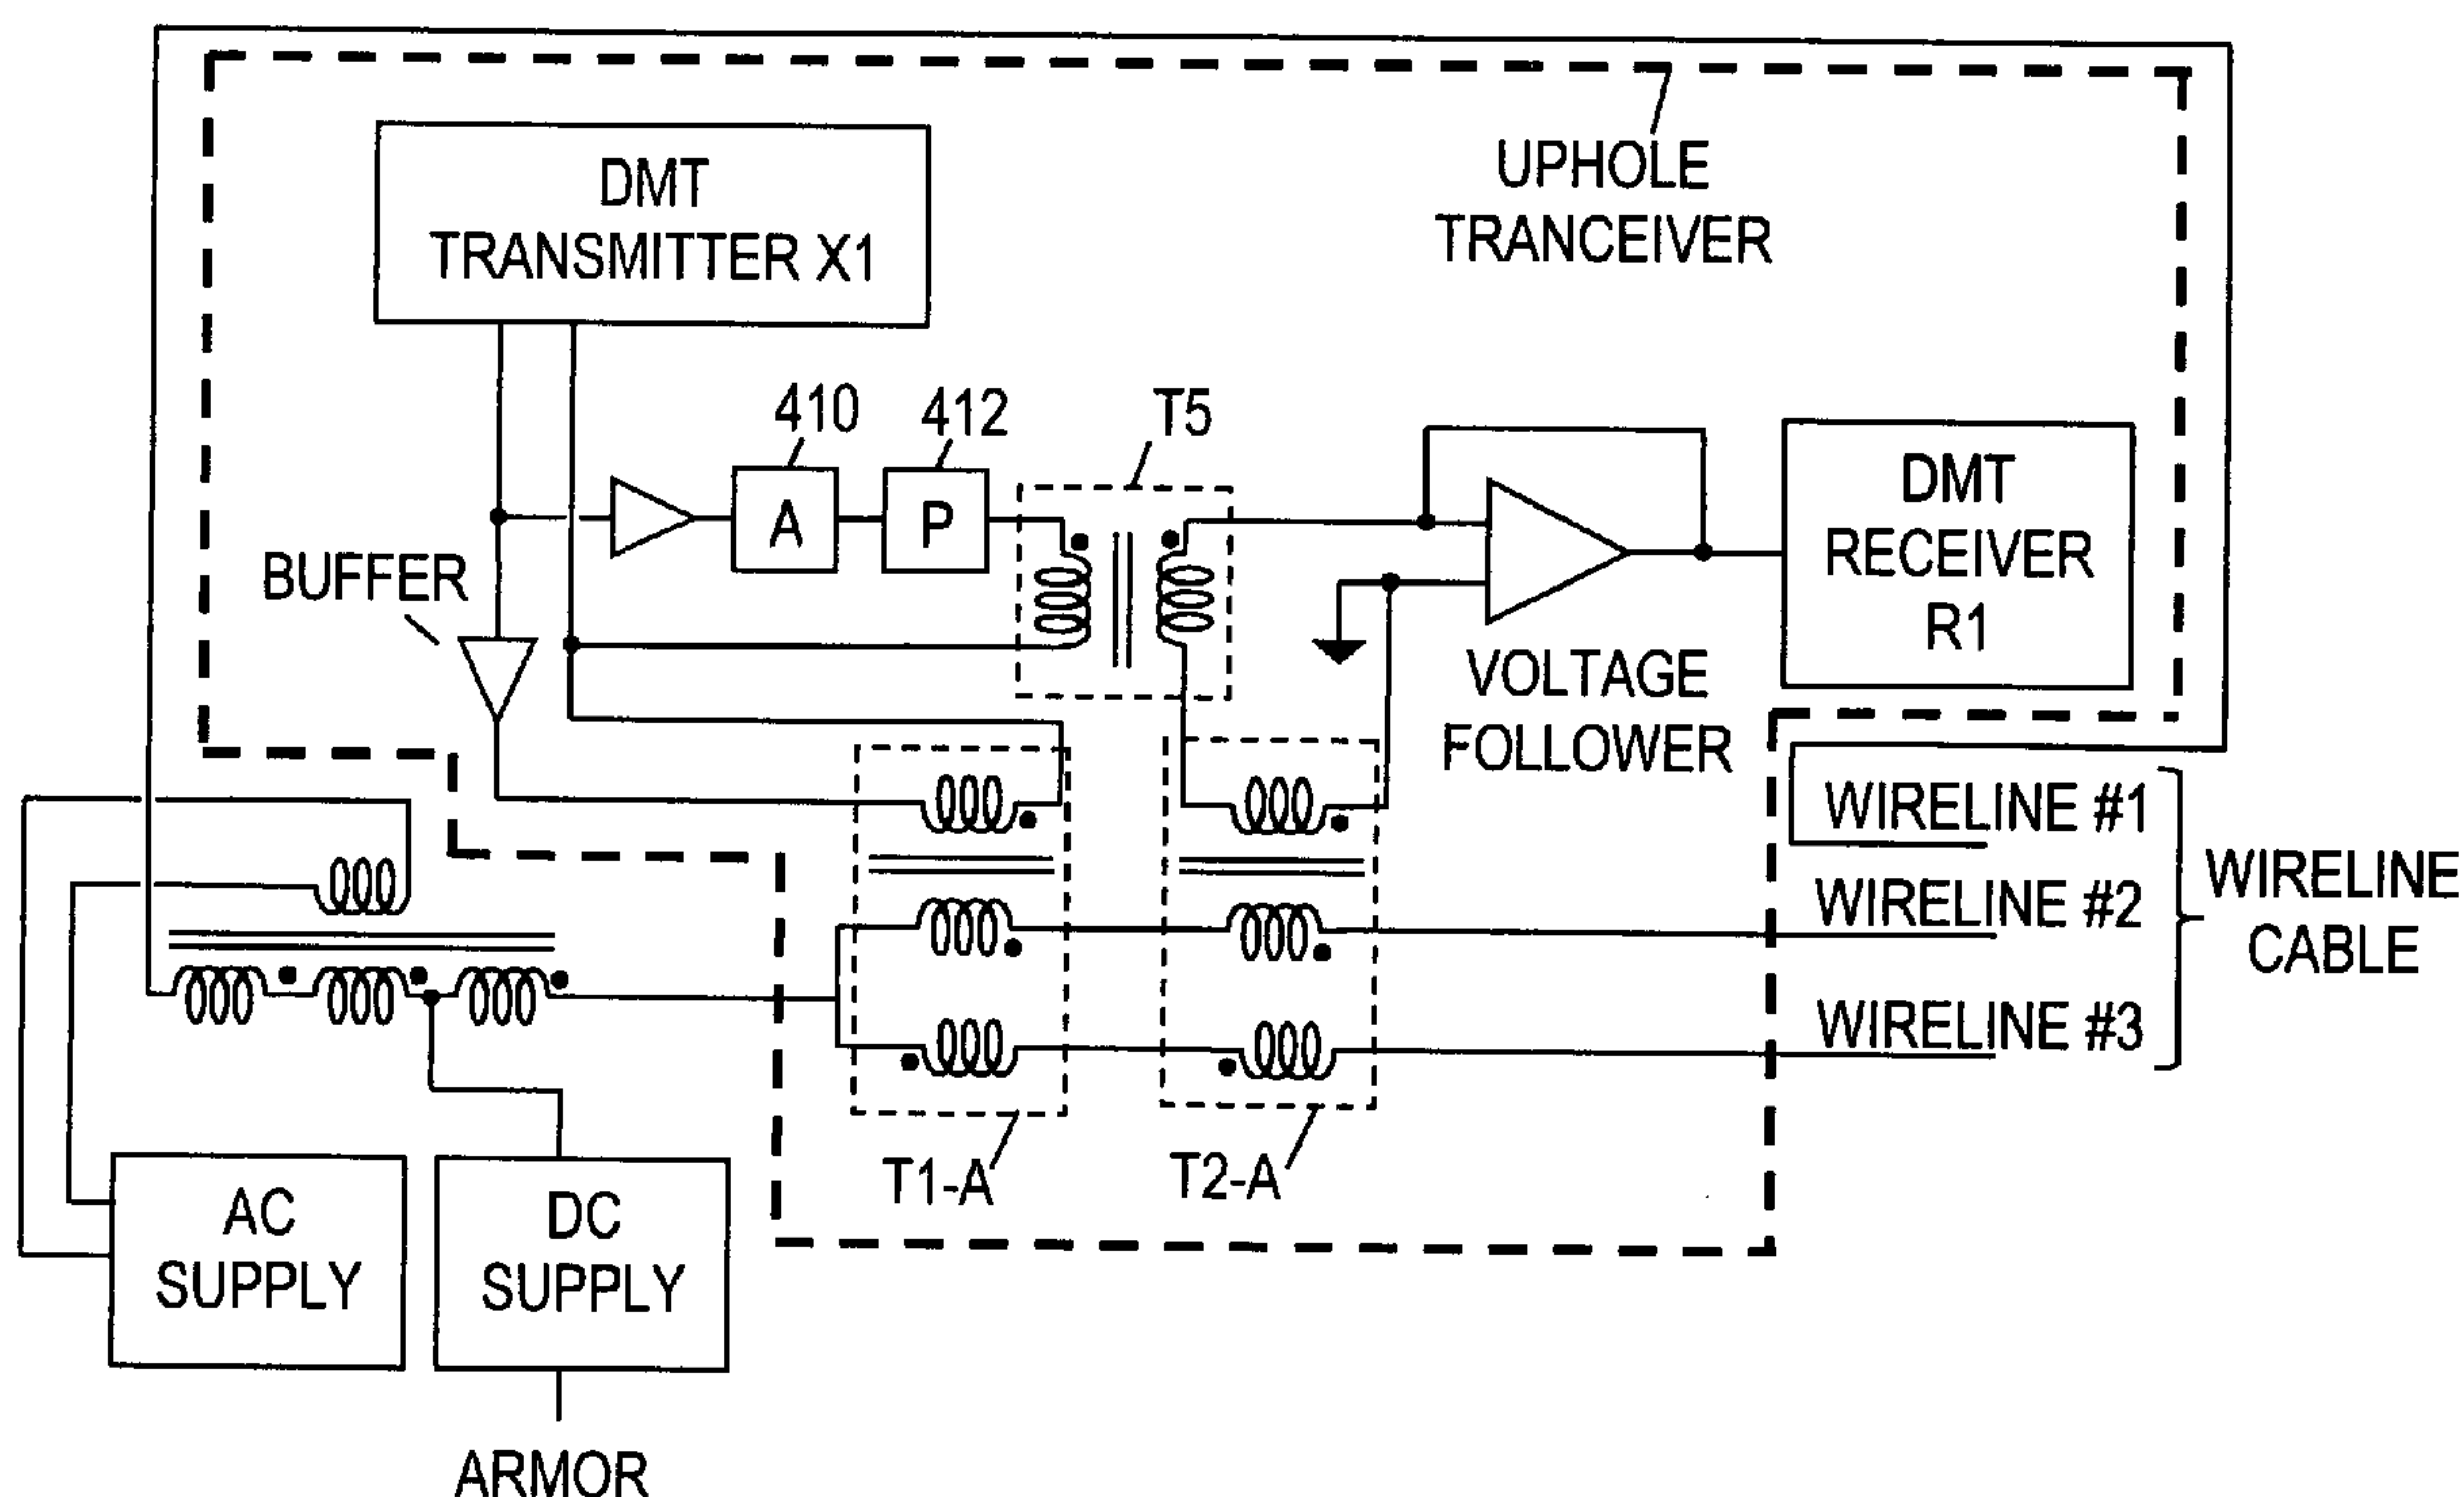 UPHOLE
TRANCEIVER
DMT
TRANSMITTER X1
410
412
T5
A
P
BUFFER
DMT
RECEIVER
R1
VOLTAGE
FOLLOWER
WIRELINE #1
WIRELINE #2
WIRELINE #3
WIRELINE
CABLE
T1-A
T2-A
AC
SUPPLY
DC
SUPPLY
ARMOR